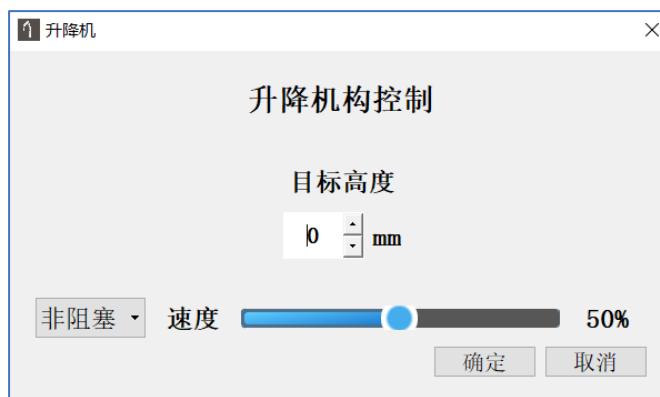 升降机
升降机构控制
目标高度
0 mm
非阻塞 速度 50%
确定 取消